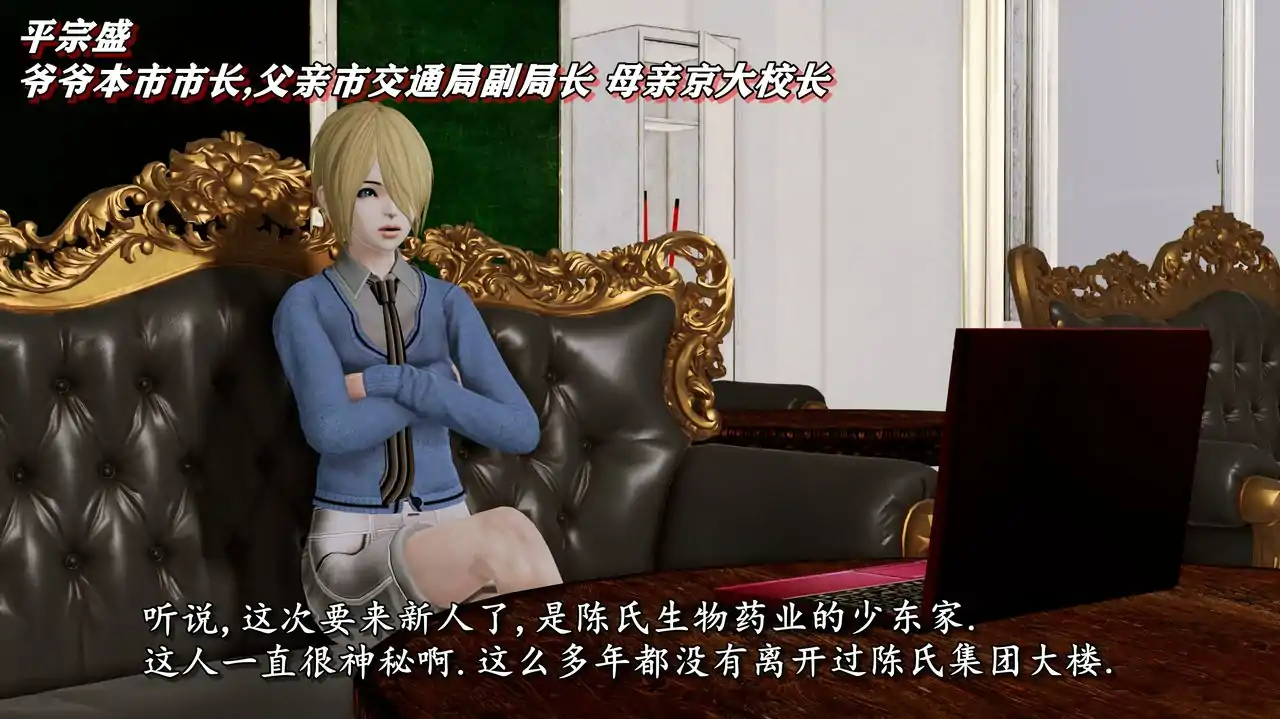 平宗盛
爷爷本市市长,父亲市交通局副局长 母亲京大校长
听说,这次要来新人了,是陈氏生物药业的少东家.
这人一直很神秘啊.这么多年都没有离开过陈氏集团大楼.